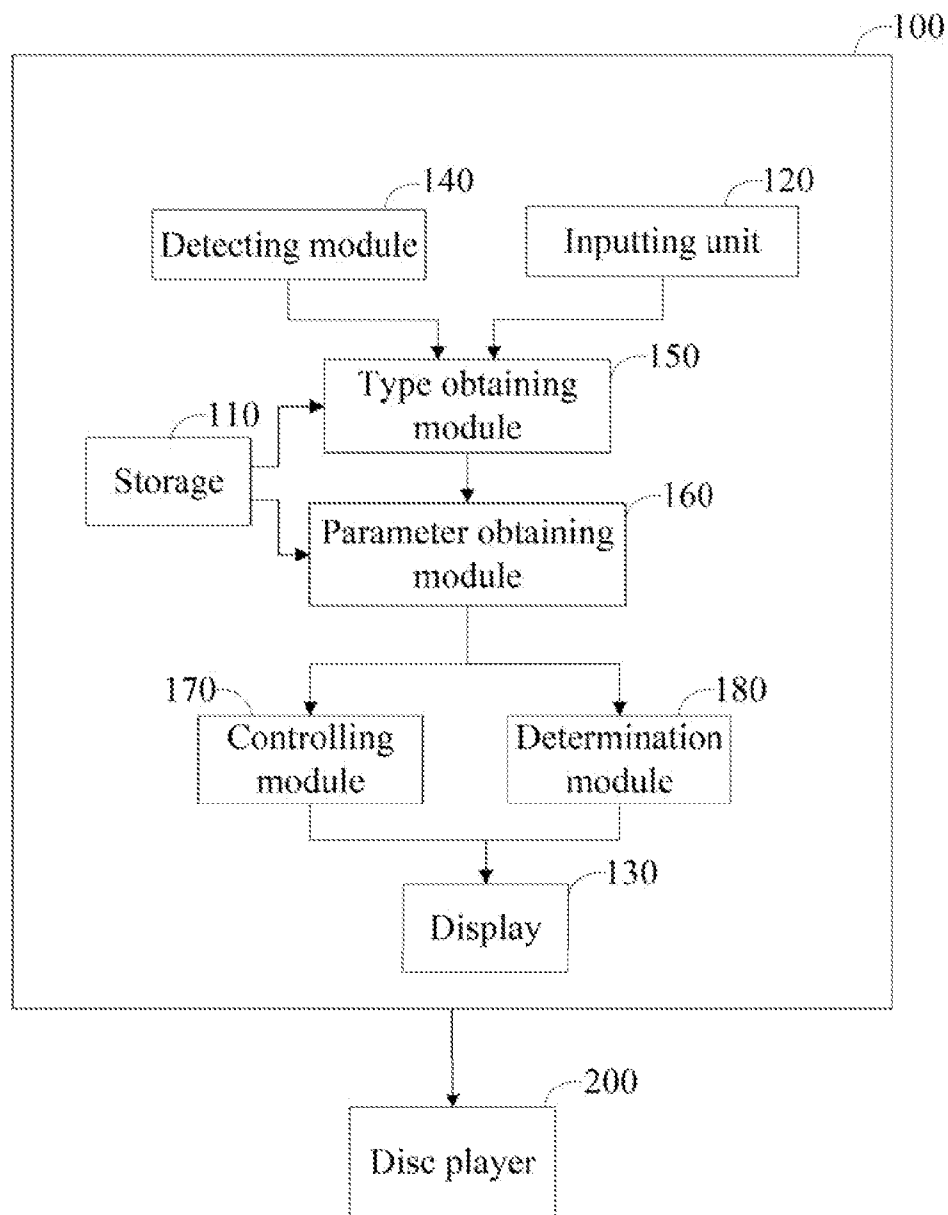 100
140
120
Detecting module
Inputting unit
150
Type obtaining
module
110
Storage
160
Parameter obtaining
module
170
180
Controlling
module
Determination
module
130
Display
200
Disc player